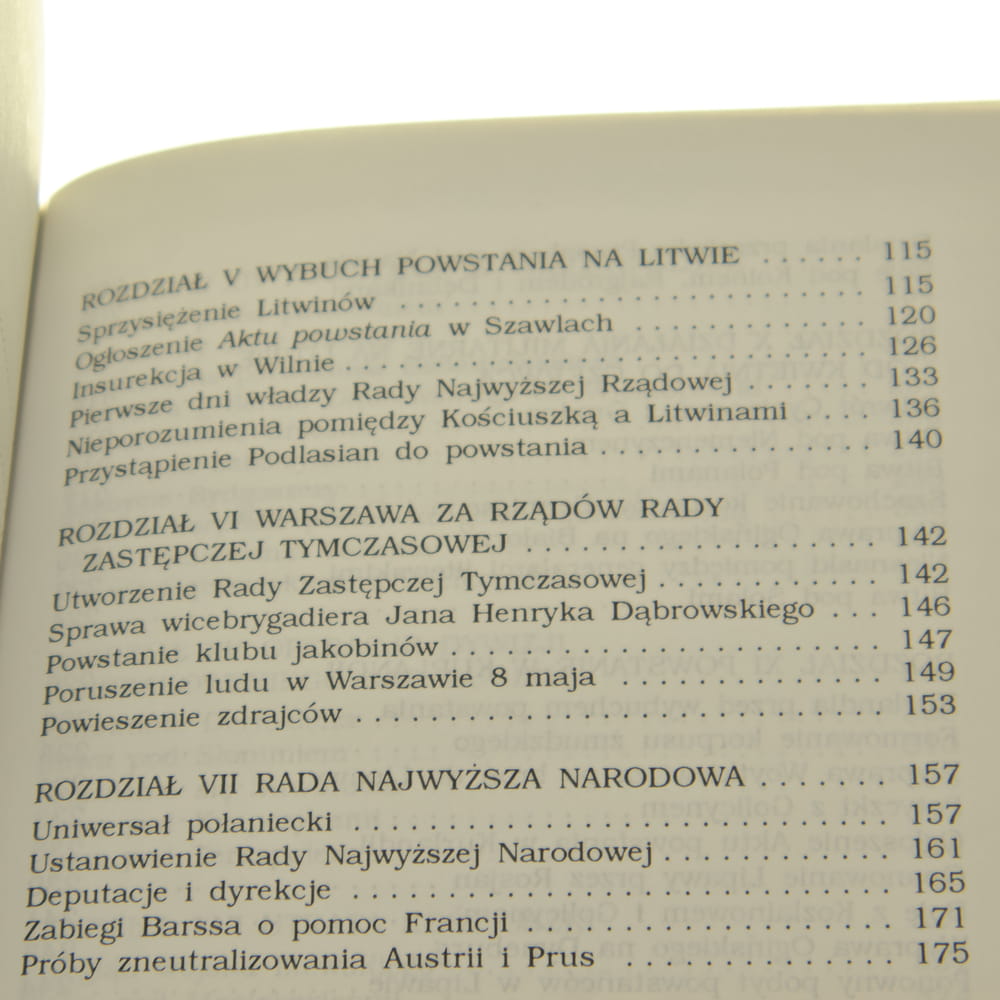 ROZDZIAŁ V WYBUCH POWSTANIA NA LITWIE ...... 115
Sprzysiężenie Litwinów ........................ 115
Ogłoszenie Aktu powstania w Szawlach ............ 120
Insurekcja w Wilnie ............................ 126
Pierwsze dni władzy Rady Najwyższej Rządowej ....... 133
Nieporozumienia pomiędzy Kościuszką a Litwinami .... 136
Przystąpienie Podlasian do powstania ............... 140
ROZDZIAŁ VI WARSZAWA ZA RZĄDÓW RADY
ZASTĘPCZEJ TYMCZASOWEJ ................... 142
Utworzenie Rady Zastępczej Tymczasowej ............ 142
Sprawa wicebrygadiera Jana Henryka Dąbrowskiego ... 146
Powstanie klubu jakobinów ....................... 147
Poruszenie ludu w Warszawie 8 maja .............. 149
Powieszenie zdrajców ............................. 153
ROZDZIAŁ VII RADA NAJWYŻSZA NARODOWA ....... 157
Uniwersał połaniecki ............................. 157
Ustanowienie Rady Najwyższej Narodowej ............ 161
Deputacje i dyrekcje ............................. 165
Zabiegi Barssa o pomoc Francji .................... 171
Próby zneutralizowania Austrii i Prus .............. 175